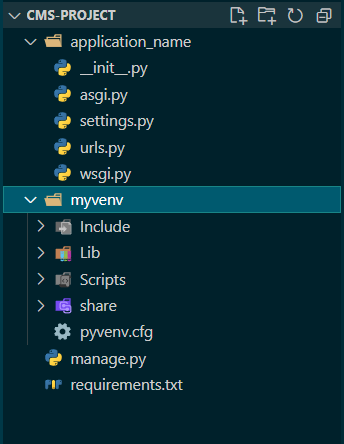 CMS-PROJECT
application_name
__init__.py
asgi.py
settings.py
urls.py
wsgi.py
myvenv
Include
Lib
Scripts
share
pyvenv.cfg
manage.py
requirements.txt